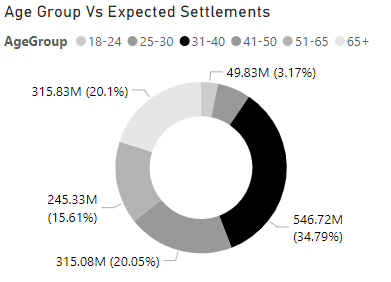 Age Group Vs Expected Settlements
AgeGroup 18-24 25-30 31-40 41-50 51-65 65+
49.83M (3.17%)
315.83M (20.1%)
245.33M
(15.61%)
546.72M
(34.79%)
315.08M (20.05%)